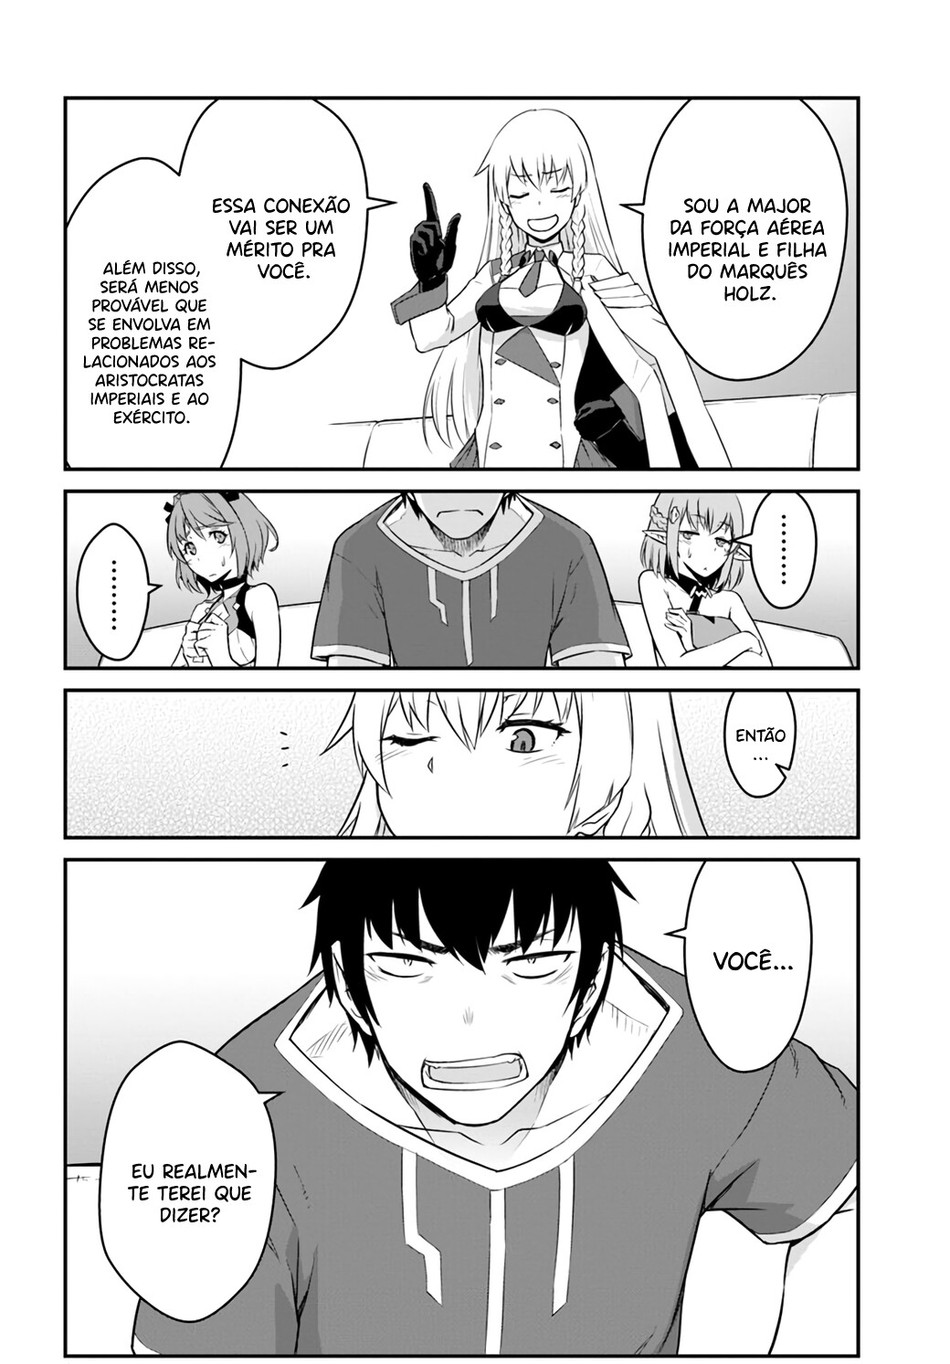 SOU A MAJOR
DA FORÇA AÉREA
IMPERIAL E FILHA
DO MARQUÊS
HOLZ.
ESSA CONEXÃO
VAI SER UM
MÉRITO PRA
VOCÊ.
ALÉM DISSO,
SERÁ MENOS
PROVÁVEL QUE
SE ENVOLVA EM
PROBLEMAS RE-
LACIONADOS AOS
ARISTOCRATAS
IMPERIAIS E AO
EXÉRCITO.
.........
.........
ENTÃO
...
VOCÊ...
EU REALMEN-
TE TEREI QUE
DIZER?